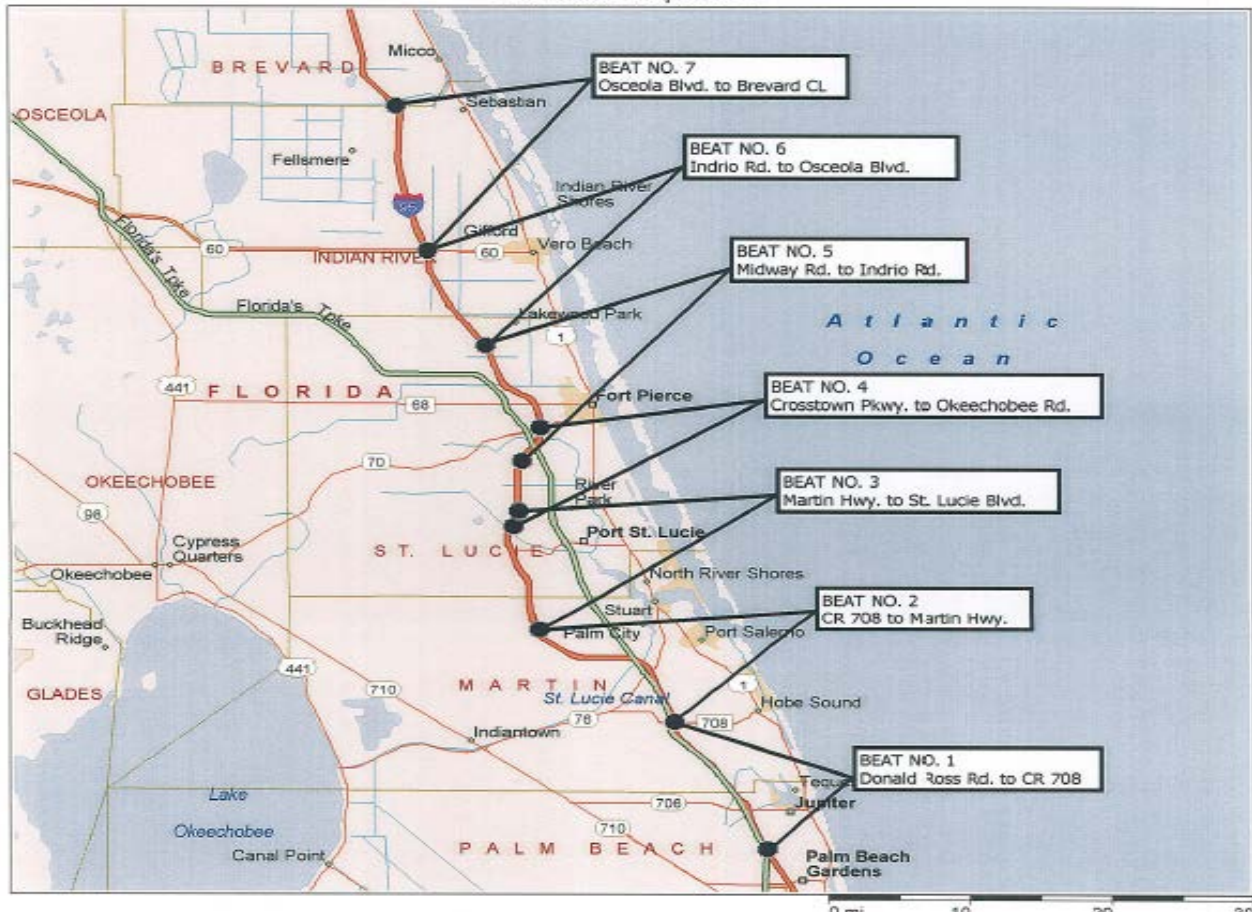 Micco
BREVARD
BEAT NO. 7
Osceola Blvd. to Brevard CL
OSCEOLA
Sebastian
Fellsmere
BEAT NO. 6
Indrio Rd. to Osceola Blvd.
Indian River
Shores
95
Gifford
Florida's Tpke
60
INDIAN RIVER
60
Vero Beach
BEAT NO. 5
Midway Rd. to Indrio Rd.
Florida's Tpke
Lakewood Park
1
Atlantic
Ocean
441
FLORIDA
68
Fort Pierce
BEAT NO. 4
Crosstown Pkwy. to Okeechobee Rd.
70
OKEECHOBEE
River
Park
BEAT NO. 3
Martin Hwy. to St. Lucie Blvd.
98
Port St. Lucie
Cypress
Quarters
ST. LUCIE
Okeechobee
North River Shores
Stuart
BEAT NO. 2
CR 708 to Martin Hwy.
Buckhead
Ridge
Palm City
Port Salerno
441
GLADES
710
MARTIN
St. Lucie Canal
1
Hobe Sound
76
708
Indiantown
BEAT NO. 1
Donald Ross Rd. to CR 708
Lake
Okeechobee
706
Jupiter
710
Canal Point
PALM BEACH
Palm Beach
Gardens
0 mi
10
20
30